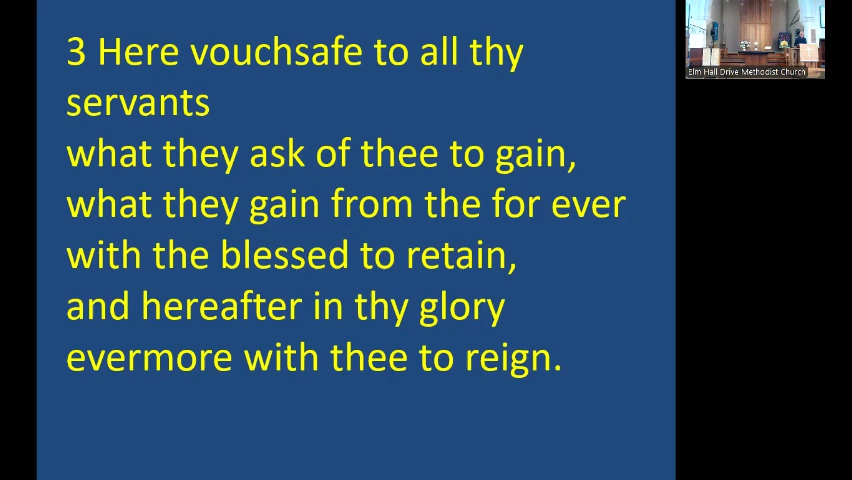 3 Here vouchsafe to all thy
servants
what they ask of thee to gain,
what they gain from the for ever
with the blessed to retain,
and hereafter in thy glory
evermore with thee to reign.
Elm Hall Drive Methodist Church